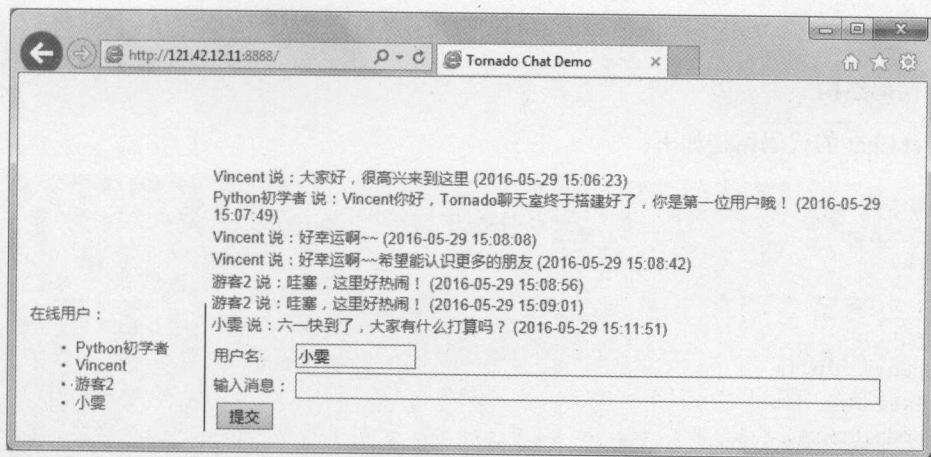 http://121.42.12.11:8888/
Tornado Chat Demo
Vincent 说：大家好，很高兴来到这里 (2016-05-29 15:06:23)
Python初学者 说：Vincent你好，Tornado聊天室终于搭建好了，你是第一位用户哦！ (2016-05-29
15:07:49)
Vincent 说：好幸运啊~~ (2016-05-29 15:08:08)
Vincent 说：好幸运啊~~希望能认识更多的朋友 (2016-05-29 15:08:42)
游客2 说：哇塞，这里好热闹！ (2016-05-29 15:08:56)
游客2 说：哇塞，这里好热闹！ (2016-05-29 15:09:01)
小雯 说：六一快到了，大家有什么打算吗？ (2016-05-29 15:11:51)
在线用户：
• Python初学者
• Vincent
• 游客2
• 小雯
用户名:
小雯
输入消息：
提交